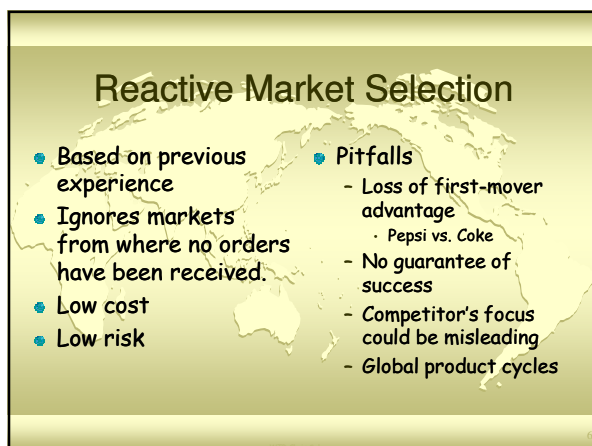 Reactive Market Selection
Based on previous
experience
Ignores markets
from where no orders
have been received.
Low cost
Low risk
Pitfalls
– Loss of first-mover
advantage
• Pepsi vs. Coke
– No guarantee of
success
– Competitor's focus
could be misleading
– Global product cycles
6